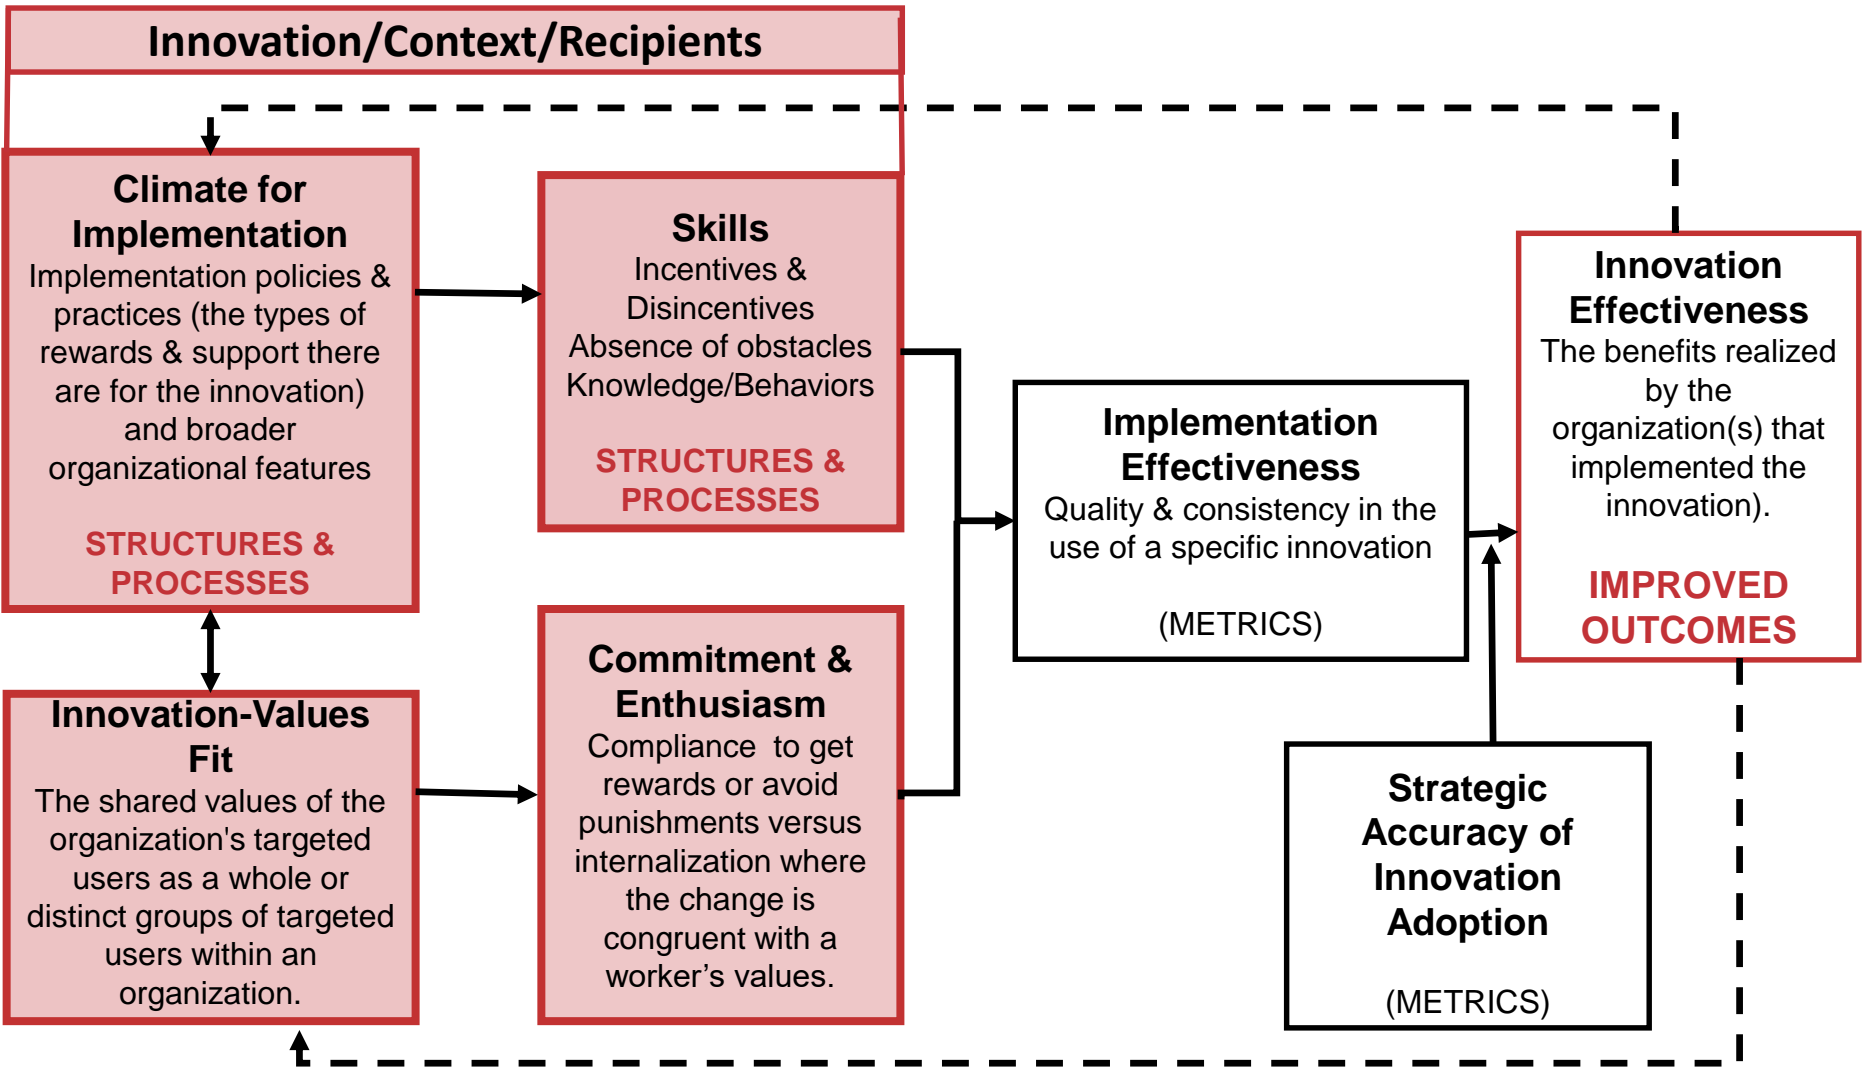 Innovation/Context/Recipients
Climate for
Implementation
Implementation policies &
practices (the types of
rewards & support there
are for the innovation)
and broader
organizational features
STRUCTURES &
PROCESSES
Skills
Incentives &
Disincentives
Absence of obstacles
Knowledge/Behaviors
STRUCTURES &
PROCESSES
Innovation-Values
Fit
The shared values of the
organization's targeted
users as a whole or
distinct groups of targeted
users within an
organization.
Commitment &
Enthusiasm
Compliance  to get
rewards or avoid
punishments versus
internalization where
the change is
congruent with a
worker’s values.
Implementation
Effectiveness
Quality & consistency in the
use of a specific innovation
(METRICS)
Innovation
Effectiveness
The benefits realized
by the
organization(s) that
implemented the
innovation).
IMPROVED
OUTCOMES
Strategic
Accuracy of
Innovation
Adoption
(METRICS)